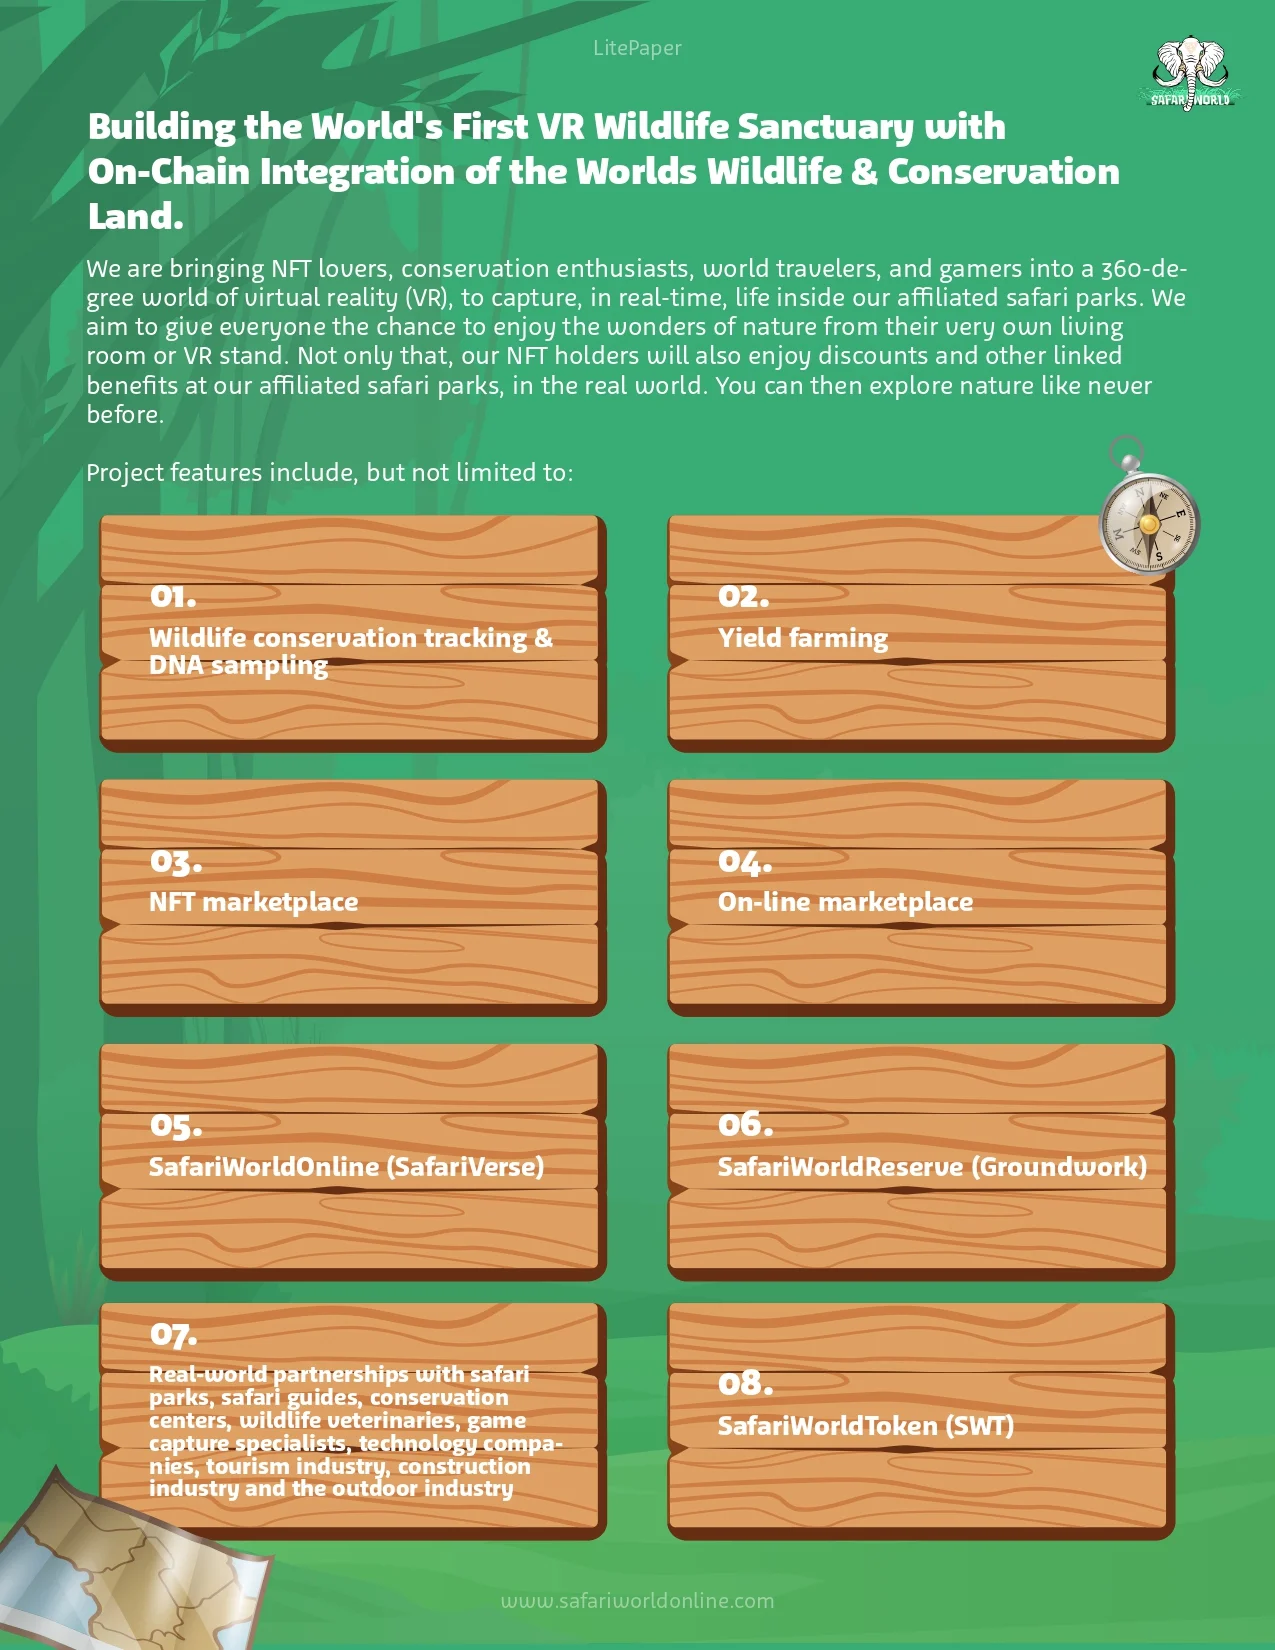 LitePaper
SAFARI WORLD
Building the World's First VR Wildlife Sanctuary with
On-Chain Integration of the Worlds Wildlife & Conservation
Land.
We are bringing NFT lovers, conservation enthusiasts, world travelers, and gamers into a 360-de-
gree world of virtual reality (VR), to capture, in real-time, life inside our affiliated safari parks. We
aim to give everyone the chance to enjoy the wonders of nature from their very own living
room or VR stand. Not only that, our NFT holders will also enjoy discounts and other linked
benefits at our affiliated safari parks, in the real world. You can then explore nature like never
before.
Project features include, but not limited to:
N
NE
E
SE
S
SW
01.
Wildlife conservation tracking &
DNA sampling
02.
Yield farming
03.
NFT marketplace
04.
On-line marketplace
05.
SafariWorldOnline (SafariVerse)
06.
SafariWorldReserve (Groundwork)
07.
Real-world partnerships with safari
parks, safari guides, conservation
centers, wildlife veterinaries, game
capture specialists, technology compa-
nies, tourism industry, construction
industry and the outdoor industry
08.
SafariWorldToken (SWT)
www.safariworldonline.com